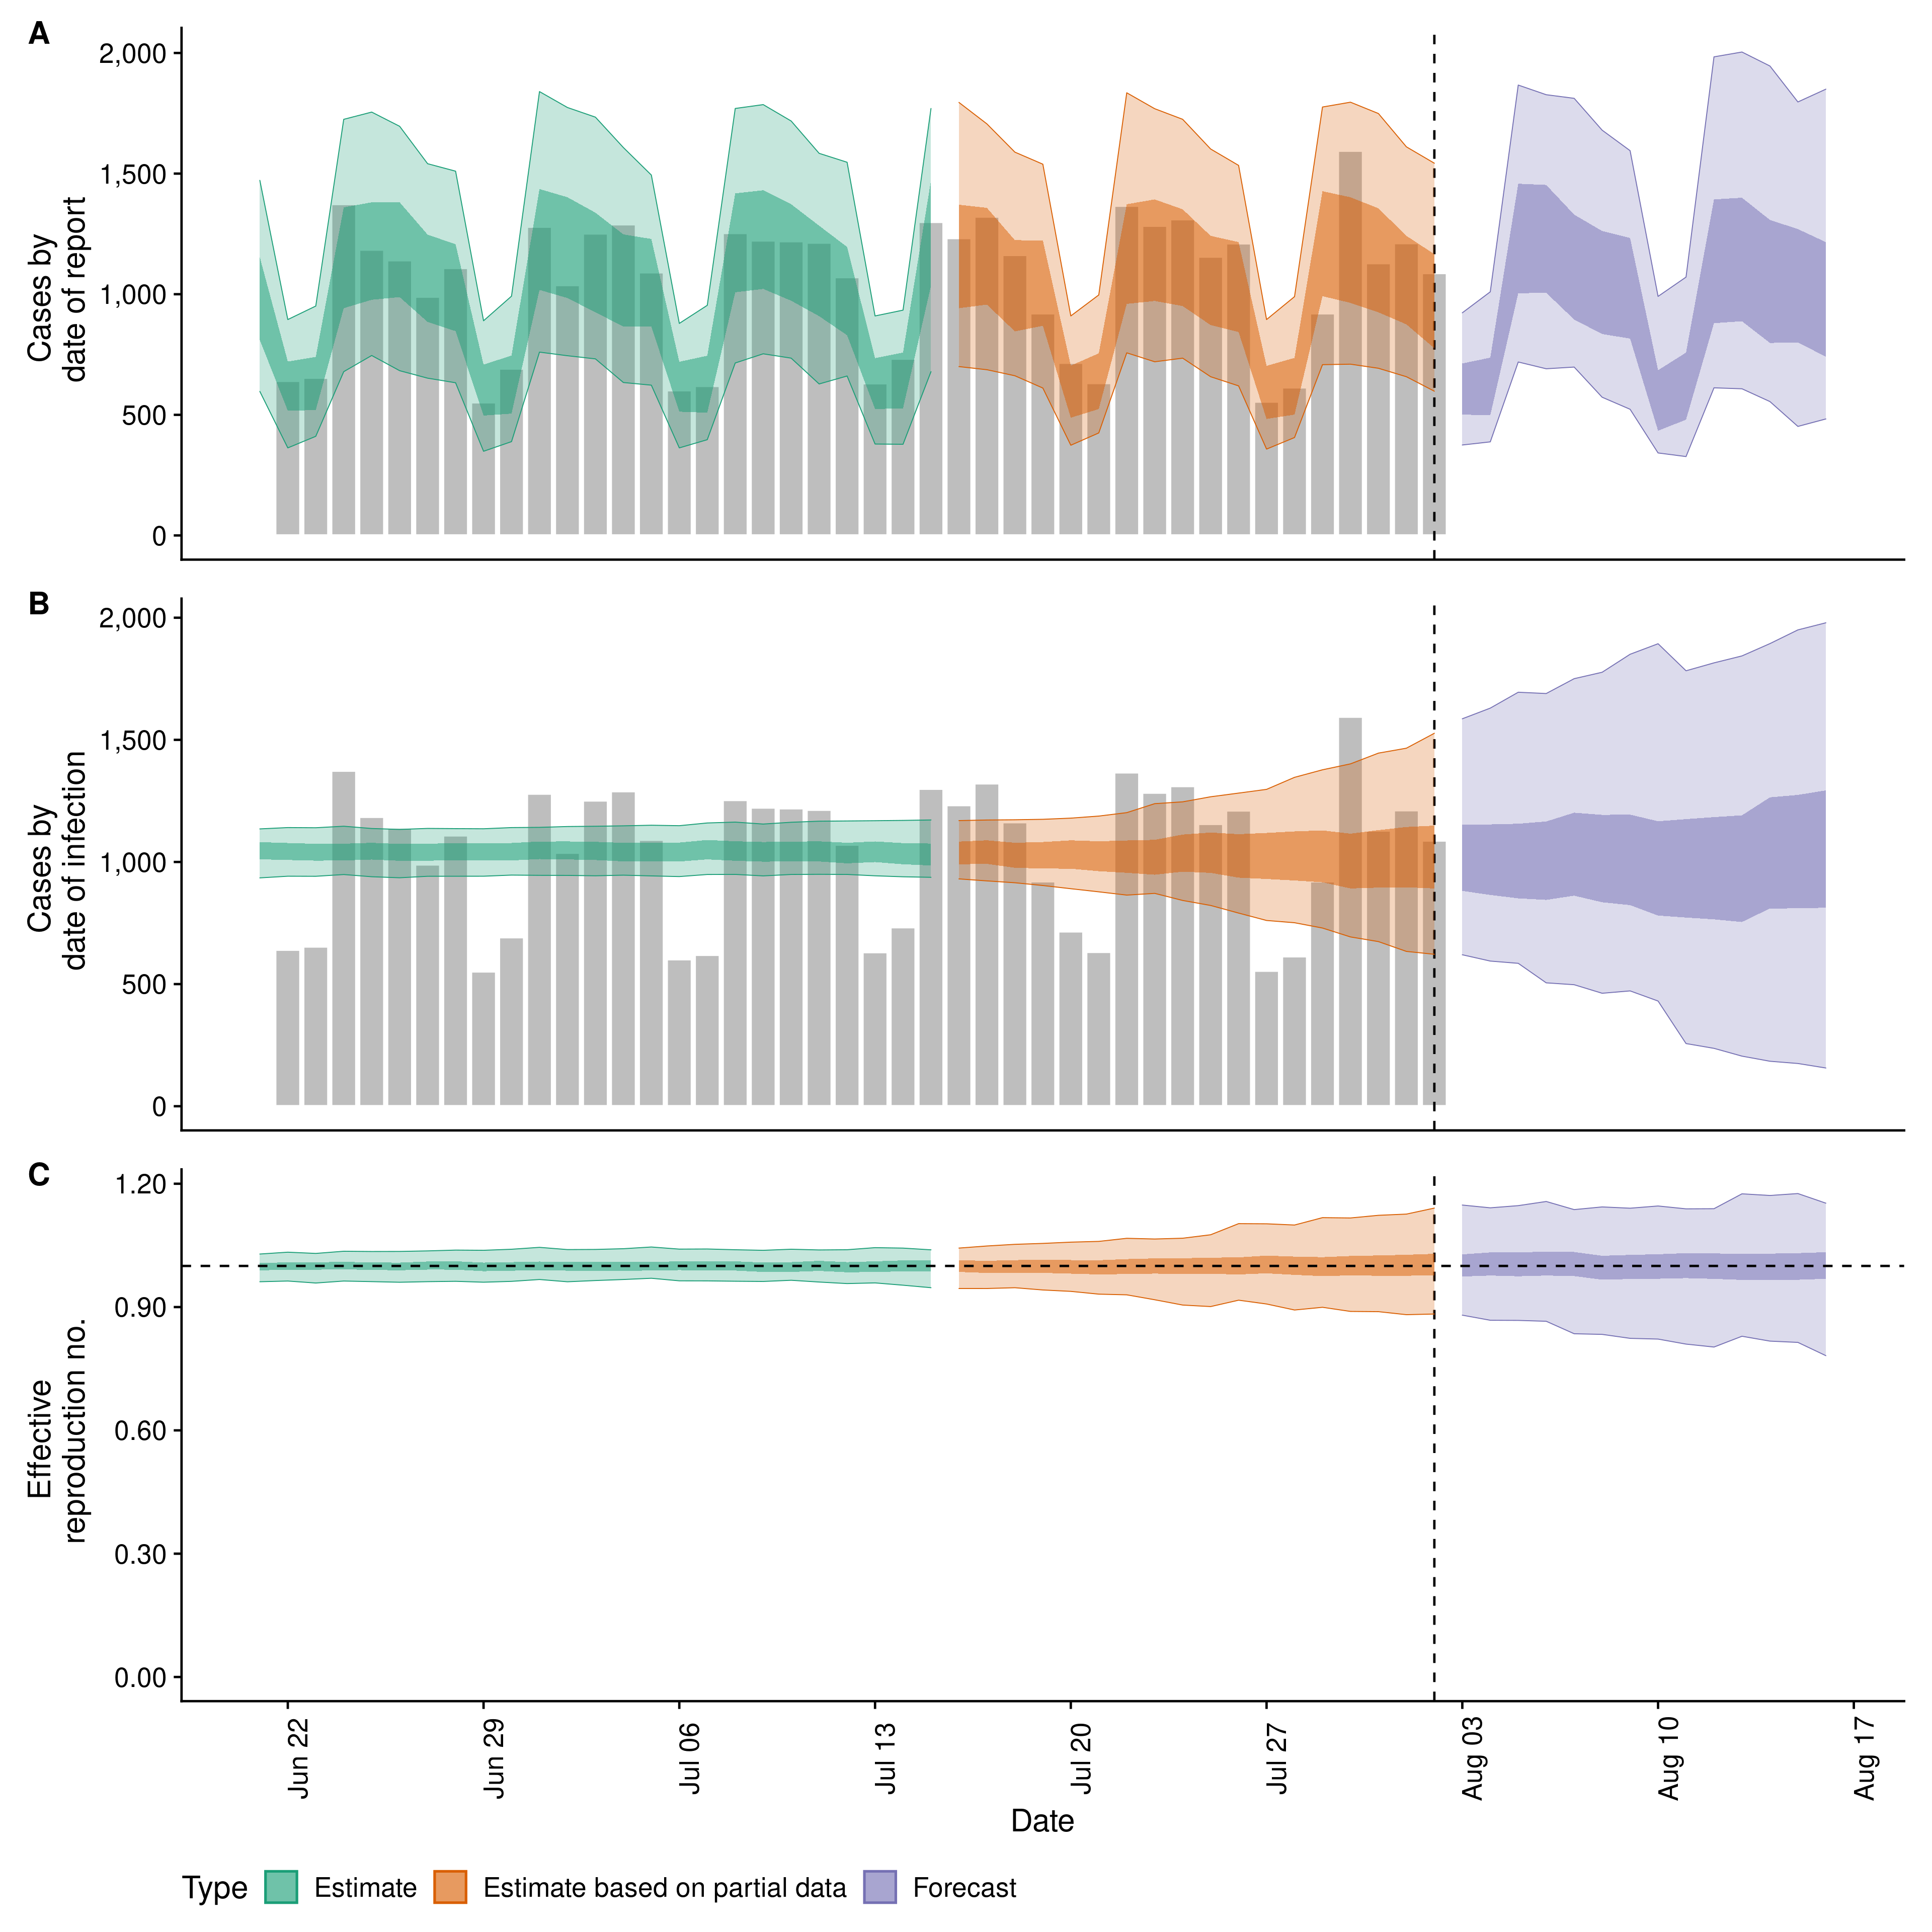 A
2,000
1,500
1,000
500
0
Cases by
date of report
B
2,000
1,500
1,000
500
0
Cases by
date of infection
C
1.20
0.90
0.60
0.30
0.00
Effective
reproduction no.
Jun 22
Jun 29
Jul 06
Jul 13
Jul 20
Jul 27
Aug 03
Aug 10
Aug 17
Date
Type
Estimate
Estimate based on partial data
Forecast